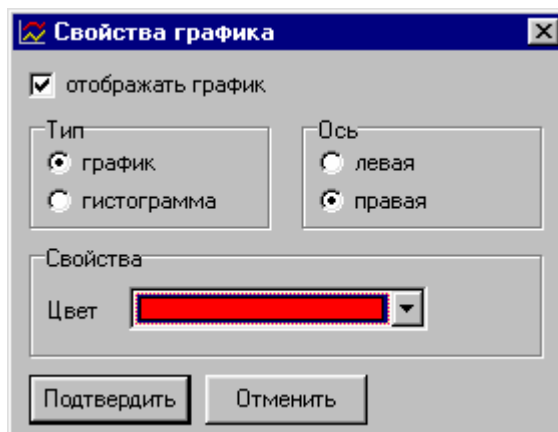 Свойства графика
отображать график
Тип
график
гистограмма
Ось
левая
правая
Свойства
Цвет
Подтвердить
Отменить